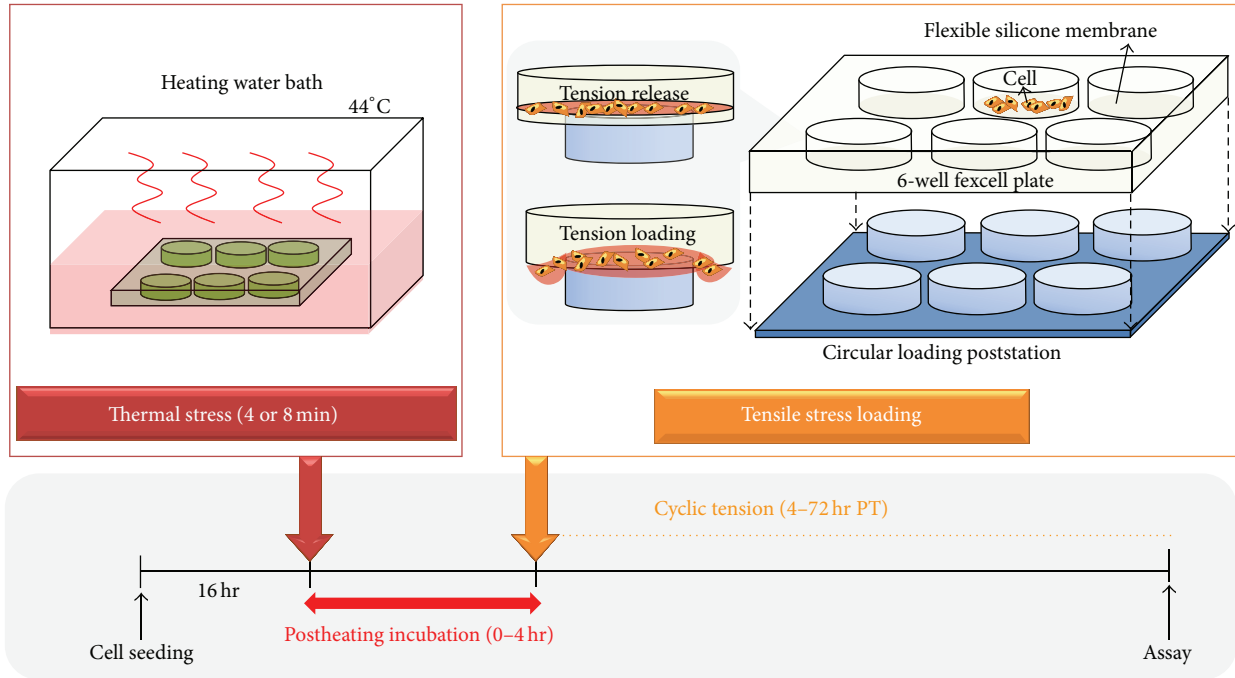 Heating water bath
44°C
Thermal stress (4 or 8 min)
Tension release
Tension loading
Flexible silicone membrane
Cell
6-well fexcell plate
Circular loading poststation
Tensile stress loading
Cyclic tension (4–72 hr PT)
16 hr
Postheating incubation (0–4 hr)
Cell seeding
Assay